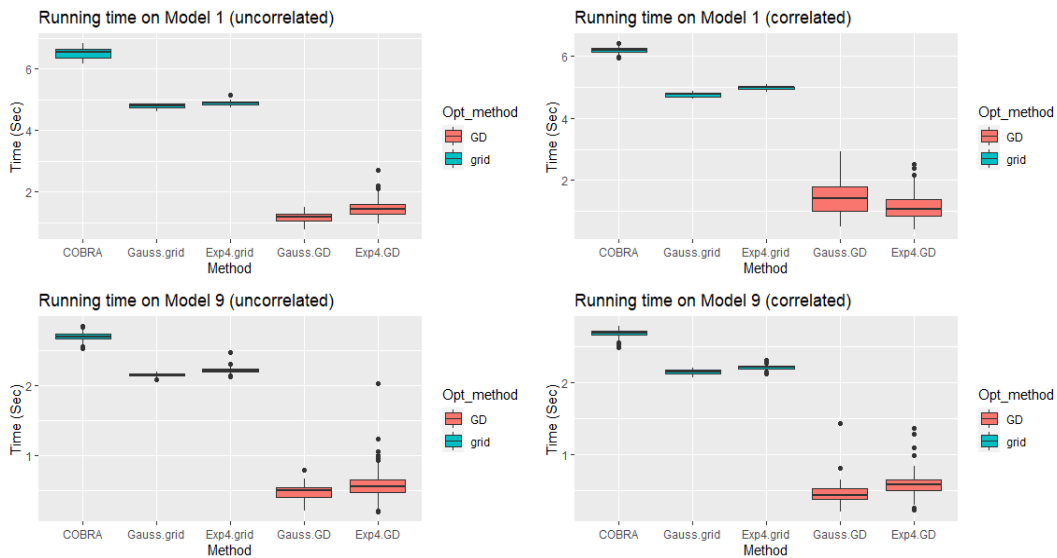 Running time on Model 1 (uncorrelated)
Time (Sec)
6
4
2
COBRA
Gauss.grid
Exp4.grid
Gauss.GD
Exp4.GD
Method
Opt_method
GD
grid
Running time on Model 1 (correlated)
Time (Sec)
6
4
2
COBRA
Gauss.grid
Exp4.grid
Gauss.GD
Exp4.GD
Method
Opt_method
GD
grid
Running time on Model 9 (uncorrelated)
Time (Sec)
2
1
COBRA
Gauss.grid
Exp4.grid
Gauss.GD
Exp4.GD
Method
Opt_method
GD
grid
Running time on Model 9 (correlated)
Time (Sec)
2
1
COBRA
Gauss.grid
Exp4.grid
Gauss.GD
Exp4.GD
Method
Opt_method
GD
grid